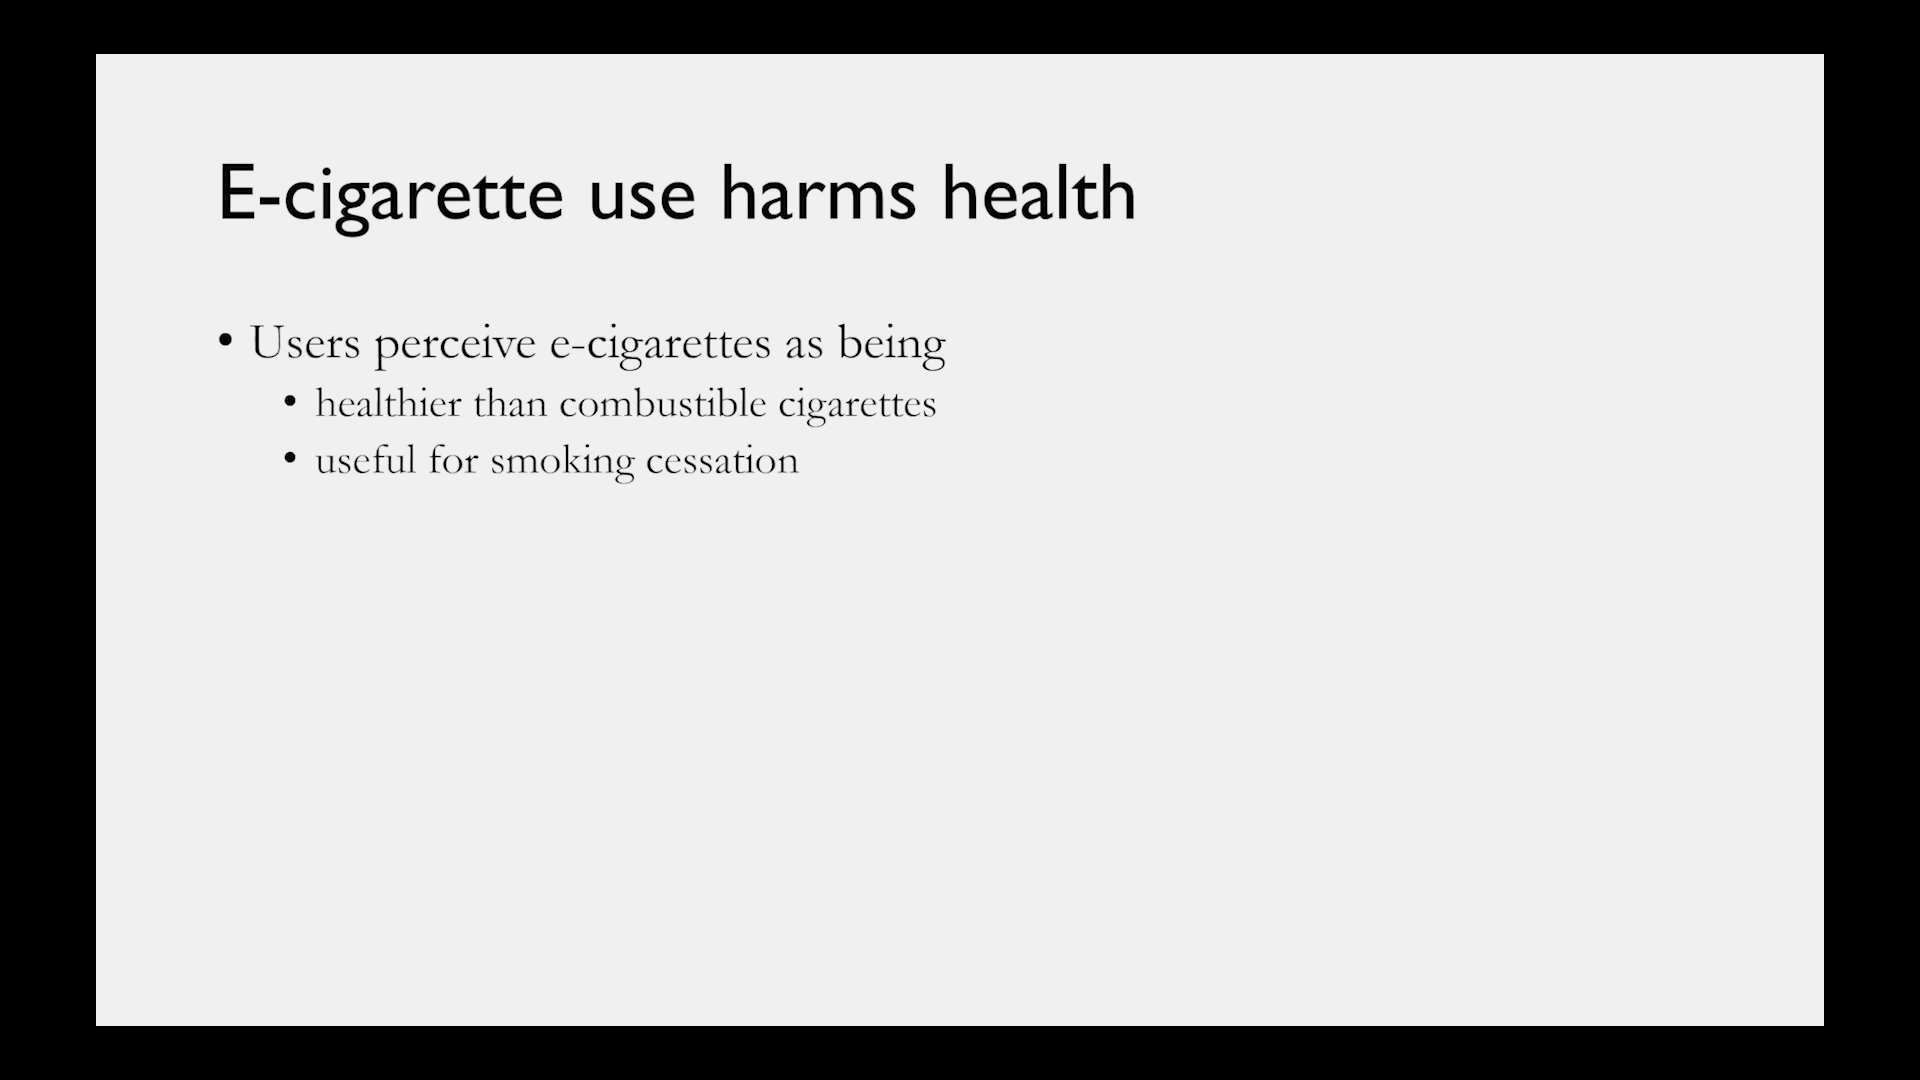 E-cigarette use harms health
• Users perceive e-cigarettes as being
• healthier than combustible cigarettes
• useful for smoking cessation